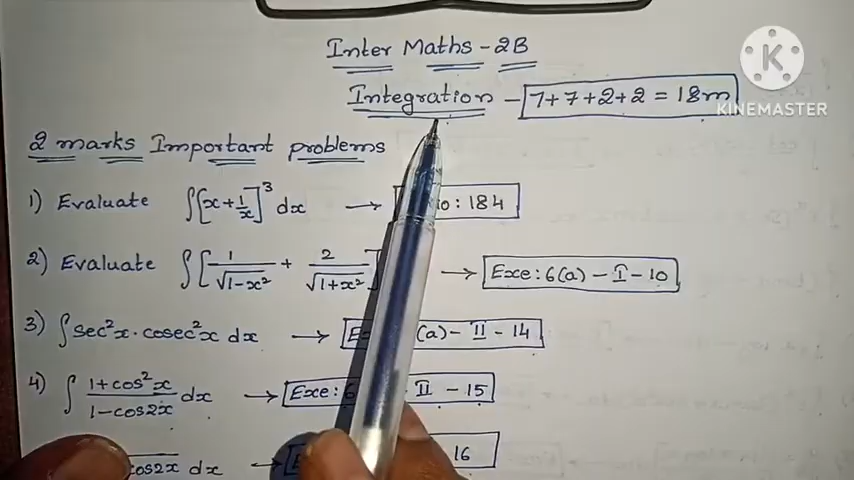 Inter Maths - 2B
Integration - 7+7+2+2 = 18m
KINEMASTER
2 marks Important problems
1) Evaluate ∫[x+1/x]³ dx → o : 184
2) Evaluate ∫[1/√1-x² + 2/√1+x²] → Exe : 6(a) - I - 10
3) ∫sec²x · cosec²x dx → (a) - II - 14
4) ∫ 1+cos²x / 1-cos2x dx → Exe : II - 15
cos2x dx → 16